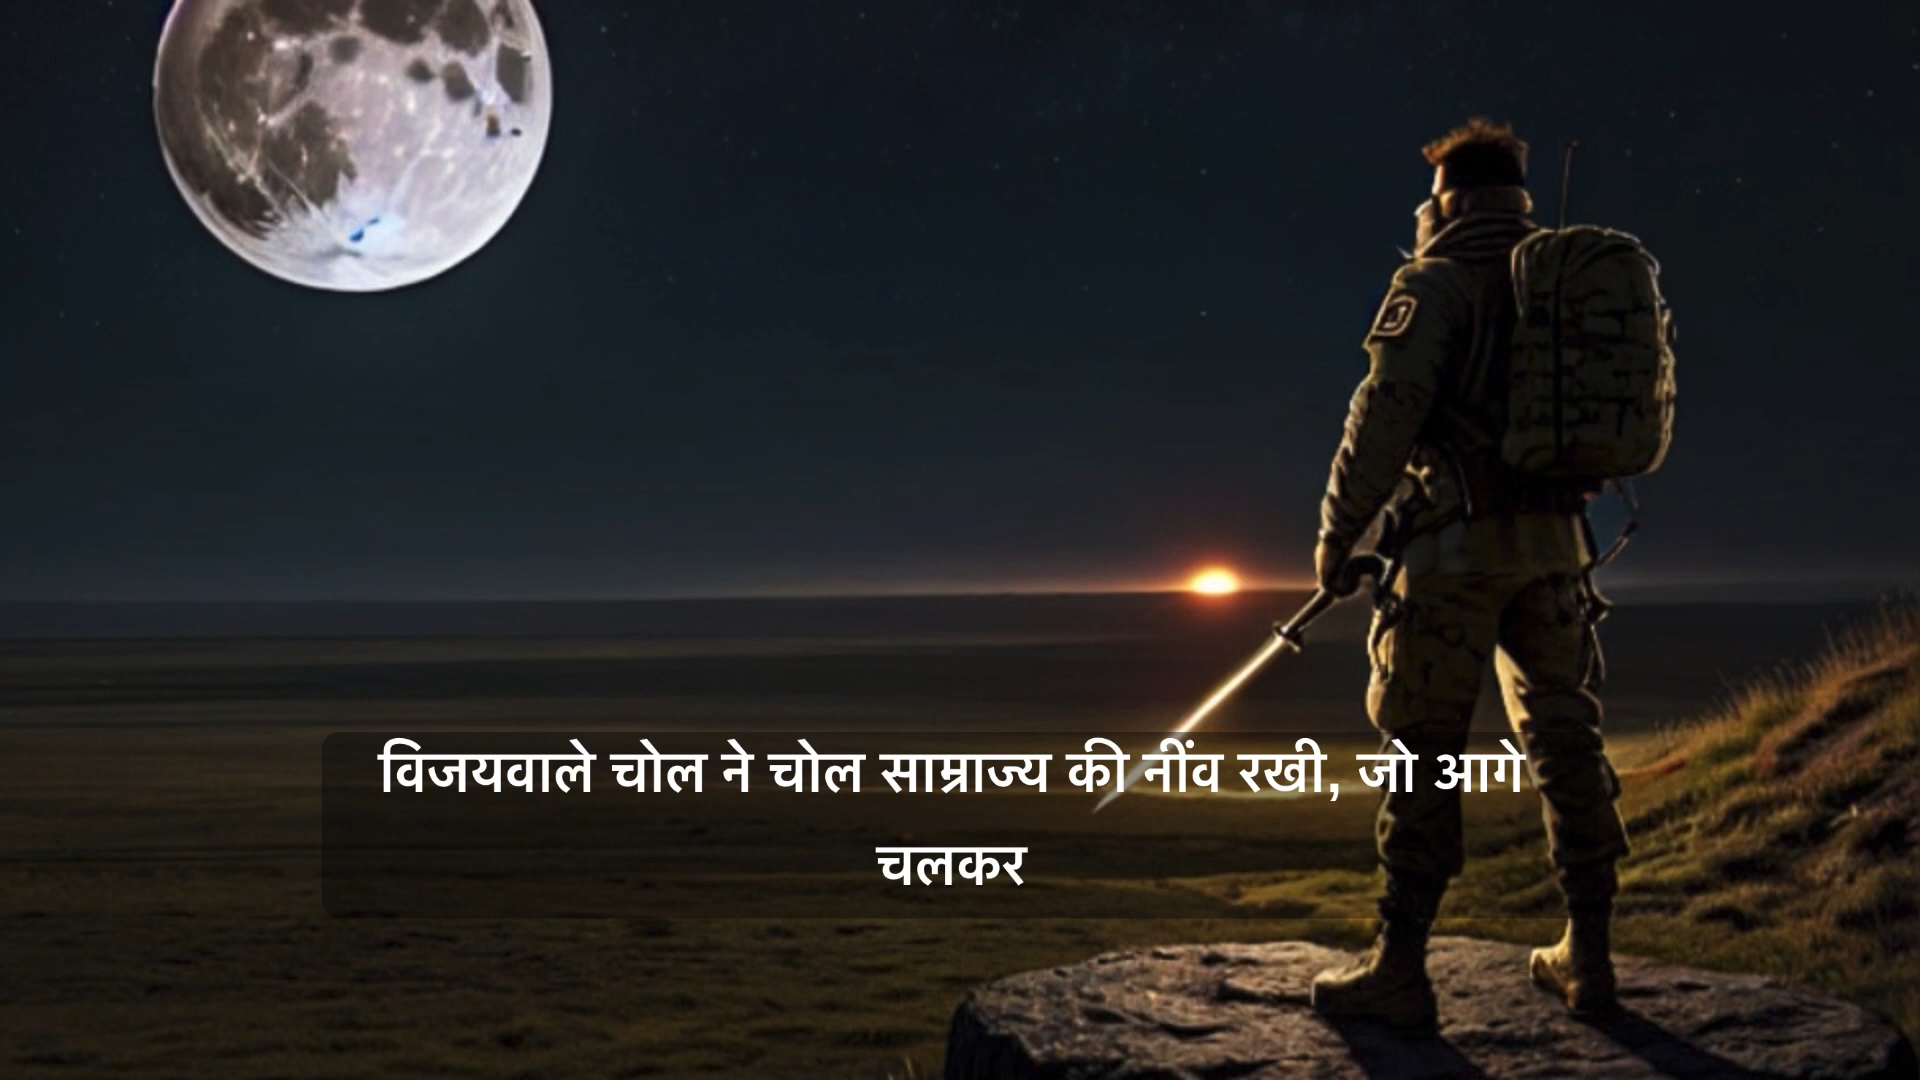 विजयवाले चोल ने चोल साम्राज्य की नींव रखी, जो आगे
चलकर